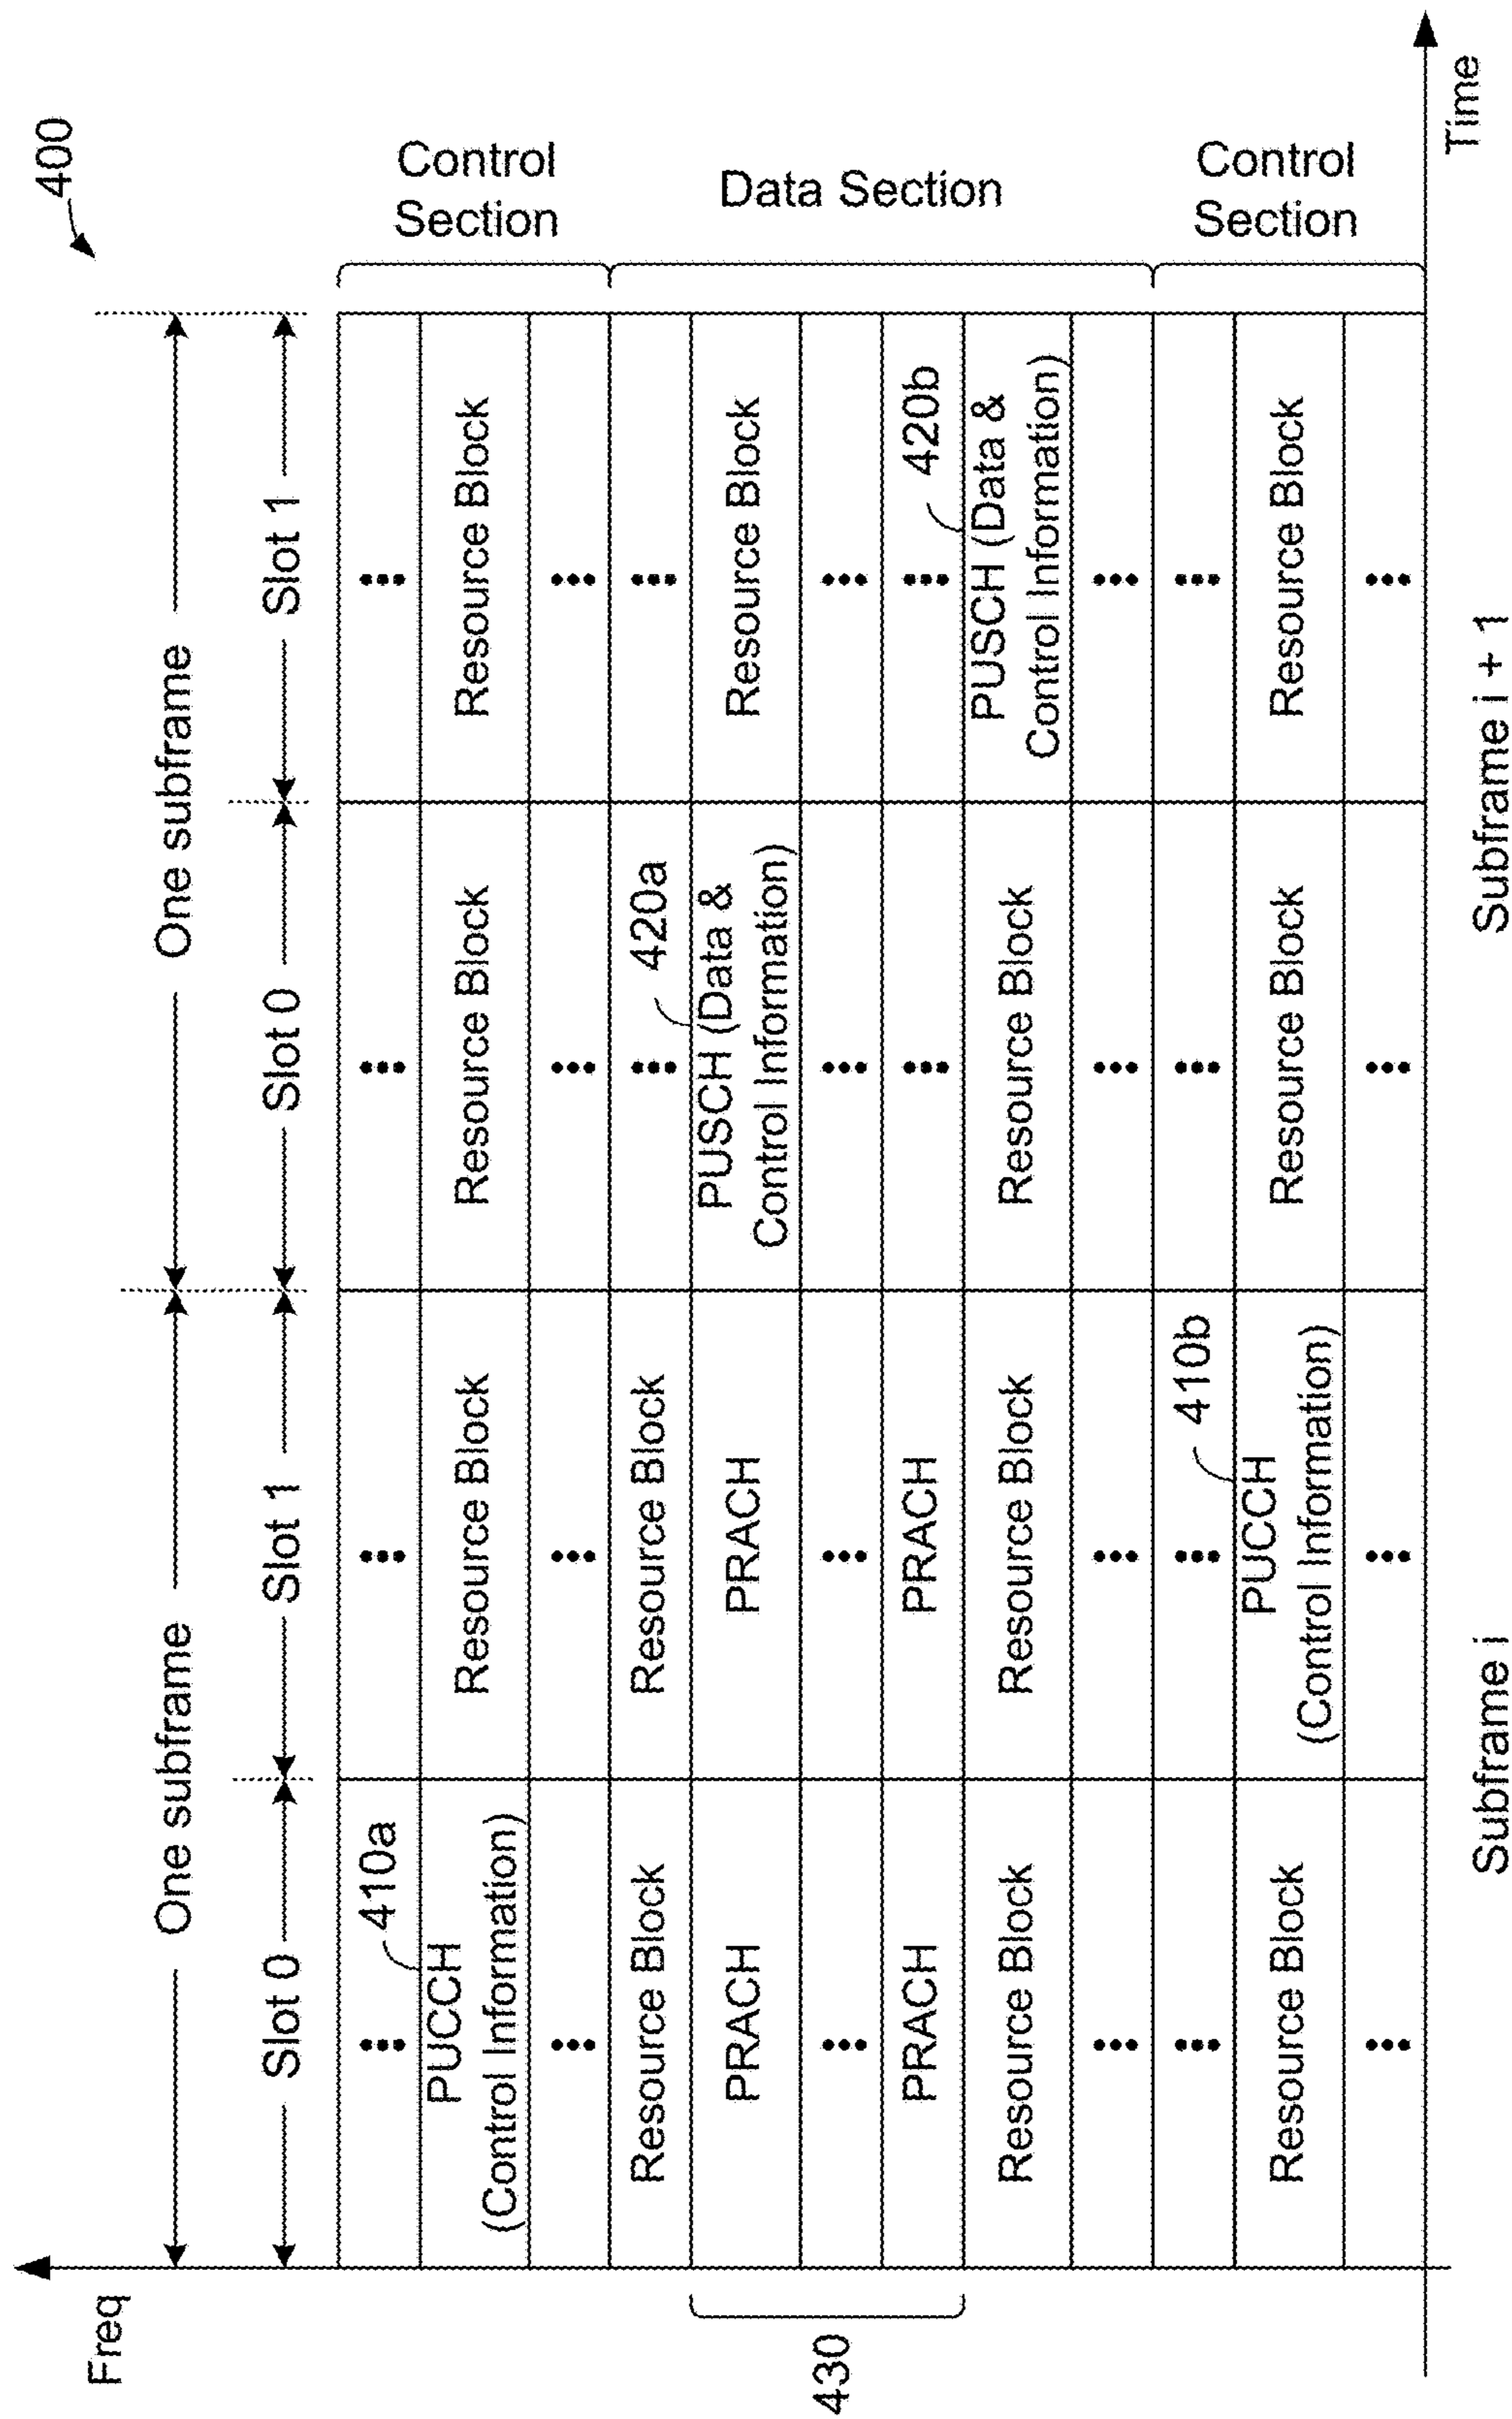 400
Freq
One subframe
One subframe
Slot 0
Slot 1
Slot 0
Slot 1
410a
PUCCH
(Control Information)
Resource Block
Resource Block
Resource Block
Control
Section
Resource Block
Resource Block
420a
430
PRACH
PRACH
PUSCH (Data &
Control Information)
Resource Block
Data Section
PRACH
PRACH
420b
Resource Block
Resource Block
Resource Block
PUSCH (Data &
Control Information)
410b
Resource Block
PUCCH
(Control Information)
Resource Block
Resource Block
Control
Section
Time
Subframe i
Subframe i + 1